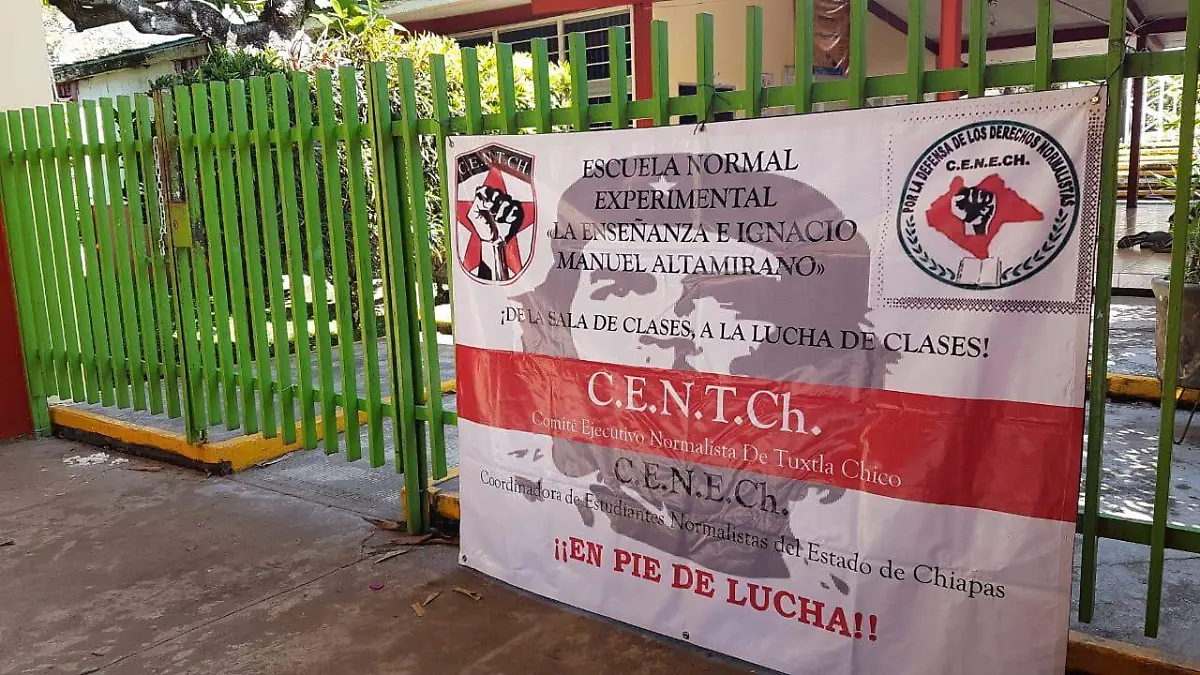 C.E.N.T.CH.
ESCUELA NORMAL
EXPERIMENTAL
«LA ENSEÑANZA E IGNACIO
MANUEL ALTAMIRANO»
POR LA DEFENSA DE LOS DERECHOS NORMALISTAS
C.E.N.E.CH.
¡DE LA SALA DE CLASES, A LA LUCHA DE CLASES!
C.E.N.T.Ch.
Comité Ejecutivo Normalista De Tuxtla Chico
C.E.N.E.Ch.
Coordinadora de Estudiantes Normalistas del Estado de Chiapas
¡¡EN PIE DE LUCHA!!